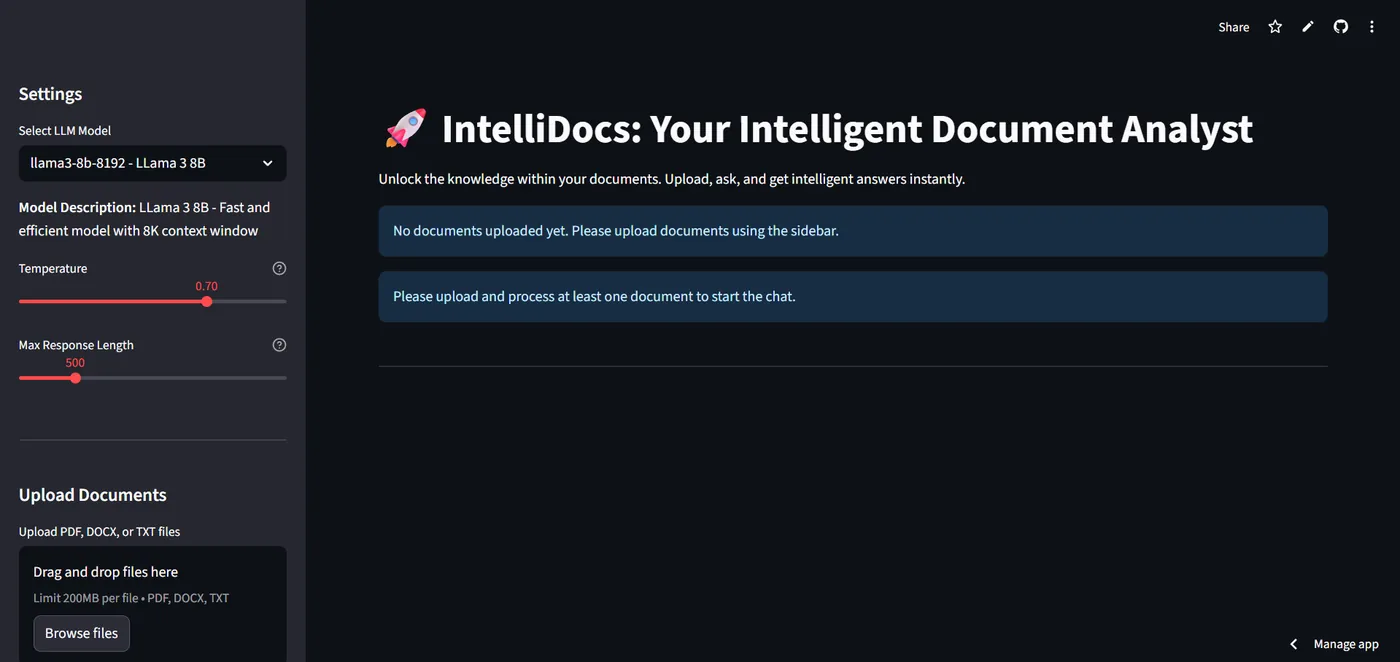 Share
Settings
Select LLM Model
llama3-8b-8192 - LLama 3 8B
Model Description: LLama 3 8B - Fast and
efficient model with 8K context window
Temperature
0.70
Max Response Length
500
Upload Documents
Upload PDF, DOCX, or TXT files
Drag and drop files here
Limit 200MB per file • PDF, DOCX, TXT
Browse files
🚀 IntelliDocs: Your Intelligent Document Analyst
Unlock the knowledge within your documents. Upload, ask, and get intelligent answers instantly.
No documents uploaded yet. Please upload documents using the sidebar.
Please upload and process at least one document to start the chat.
Manage app